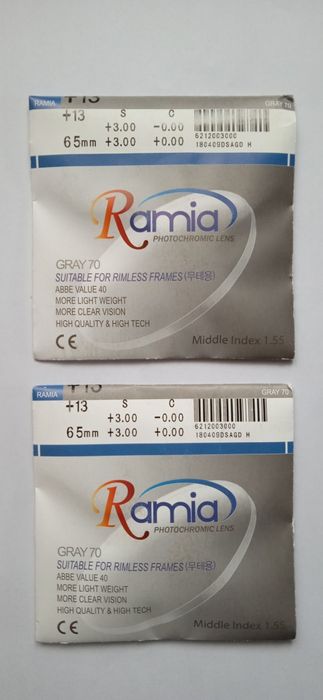 RAMIA +13 GRAY 70
+13 S C
+3.00 -0.00
6212003000
65mm +3.00 +0.00 180409DSAGD H
Ramia
PHOTOCHROMIC LENS
GRAY 70
SUITABLE FOR RIMLESS FRAMES (무테용)
ABBE VALUE 40
MORE LIGHT WEIGHT
MORE CLEAR VISION
HIGH QUALITY & HIGH TECH
CE Middle Index 1.55
RAMIA +13 GRAY 70
+13 S C
+3.00 -0.00
6212003000
65mm +3.00 +0.00 180409DSAGD H
Ramia
PHOTOCHROMIC LENS
GRAY 70
SUITABLE FOR RIMLESS FRAMES (무테용)
ABBE VALUE 40
MORE LIGHT WEIGHT
MORE CLEAR VISION
HIGH QUALITY & HIGH TECH
CE Middle Index 1.55